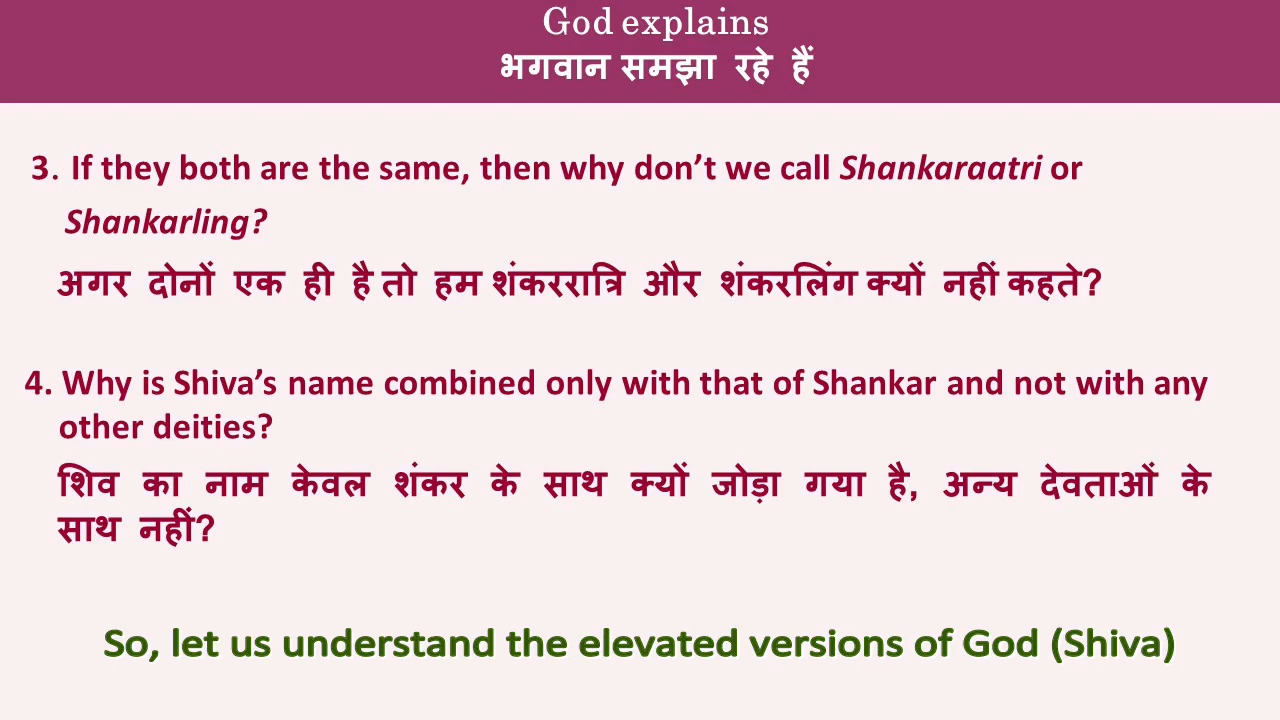 God explains
भगवान समझा रहे हैं
3. If they both are the same, then why don’t we call Shankaraatri or
Shankarling?
अगर दोनों एक ही है तो हम शंकररात्रि और शंकरलिंग क्यों नहीं कहते?
4. Why is Shiva’s name combined only with that of Shankar and not with any
other deities?
शिव का नाम केवल शंकर के साथ क्यों जोड़ा गया है, अन्य देवताओं के
साथ नहीं?
So, let us understand the elevated versions of God (Shiva)